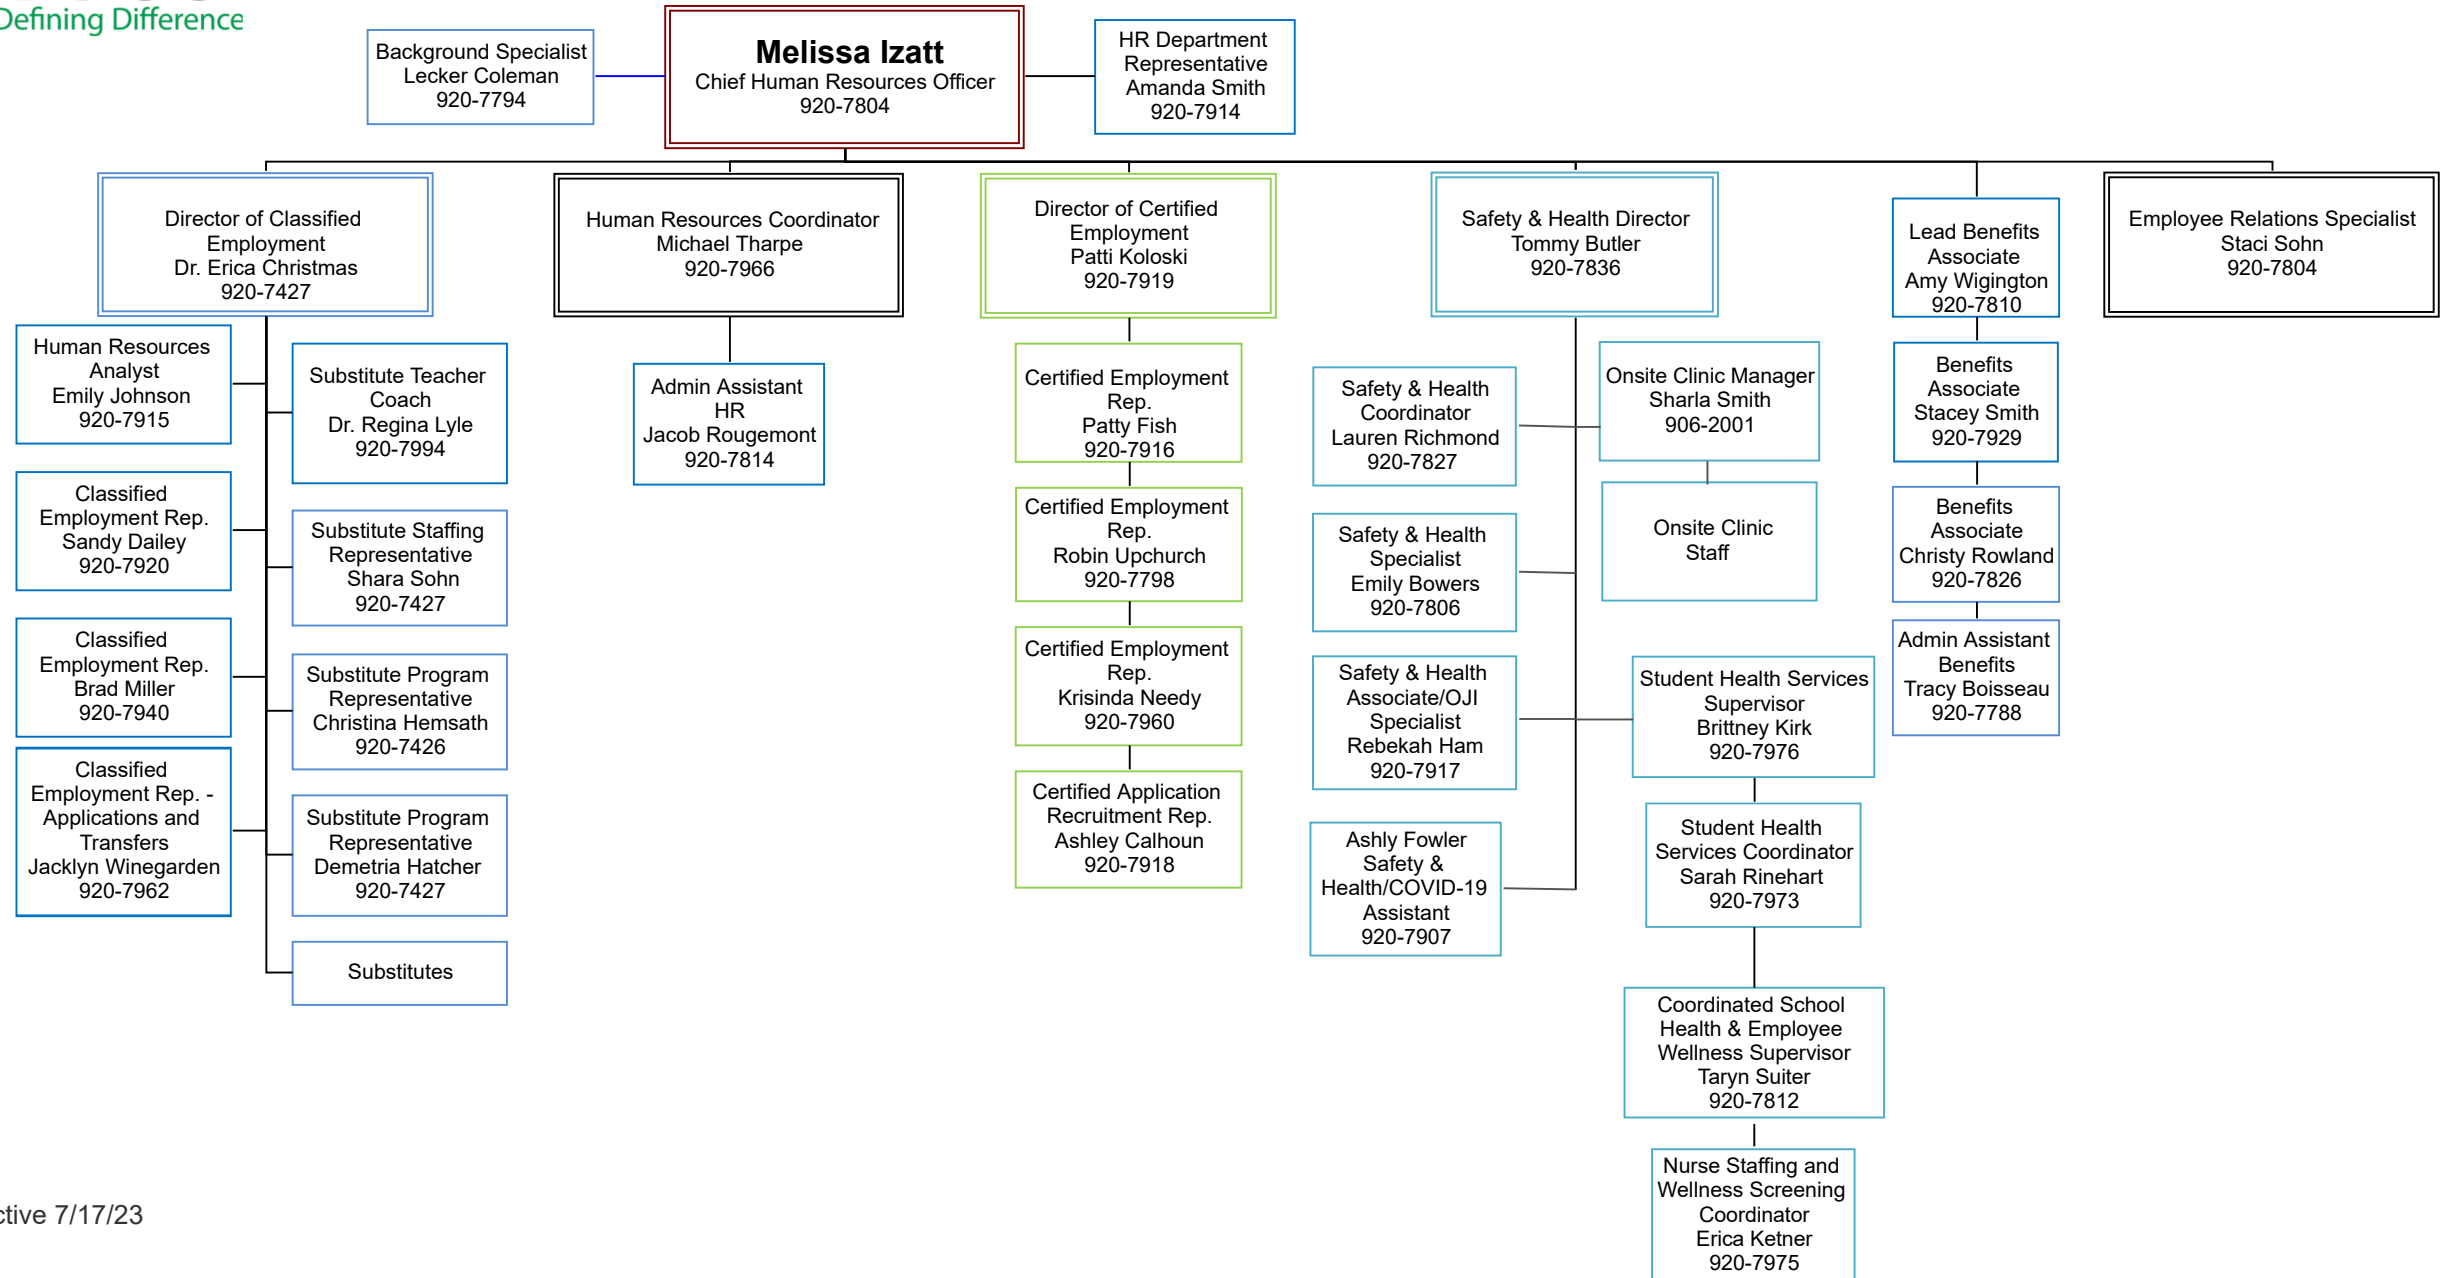 Defining Difference
Background Specialist
Lecker Coleman
920-7794
Melissa Izatt
Chief Human Resources Officer
920-7804
HR Department
Representative
Amanda Smith
920-7914
Director of Classified
Employment
Dr. Erica Christmas
920-7427
Human Resources Coordinator
Michael Tharpe
920-7966
Director of Certified
Employment
Patti Koloski
920-7919
Safety & Health Director
Tommy Butler
920-7836
Lead Benefits
Associate
Amy Wigington
920-7810
Employee Relations Specialist
Staci Sohn
920-7804
Human Resources
Analyst
Emily Johnson
920-7915
Classified
Employment Rep.
Sandy Dailey
920-7920
Classified
Employment Rep.
Brad Miller
920-7940
Classified
Employment Rep. -
Applications and
Transfers
Jacklyn Winegarden
920-7962
Substitute Teacher
Coach
Dr. Regina Lyle
920-7994
Substitute Staffing
Representative
Shara Sohn
920-7427
Substitute Program
Representative
Christina Hemsath
920-7426
Substitute Program
Representative
Demetria Hatcher
920-7427
Substitutes
Admin Assistant
HR
Jacob Rougemont
920-7814
Certified Employment
Rep.
Patty Fish
920-7916
Certified Employment
Rep.
Robin Upchurch
920-7798
Certified Employment
Rep.
Krisinda Needy
920-7960
Certified Application
Recruitment Rep.
Ashley Calhoun
920-7918
Safety & Health
Coordinator
Lauren Richmond
920-7827
Safety & Health
Specialist
Emily Bowers
920-7806
Safety & Health
Associate/OJI
Specialist
Rebekah Ham
920-7917
Ashly Fowler
Safety &
Health/COVID-19
Assistant
920-7907
Onsite Clinic Manager
Sharla Smith
906-2001
Onsite Clinic
Staff
Student Health Services
Supervisor
Brittney Kirk
920-7976
Student Health
Services Coordinator
Sarah Rinehart
920-7973
Coordinated School
Health & Employee
Wellness Supervisor
Taryn Suiter
920-7812
Nurse Staffing and
Wellness Screening
Coordinator
Erica Ketner
920-7975
Benefits
Associate
Stacey Smith
920-7929
Benefits
Associate
Christy Rowland
920-7826
Admin Assistant
Benefits
Tracy Boisseau
920-7788
ctive 7/17/23